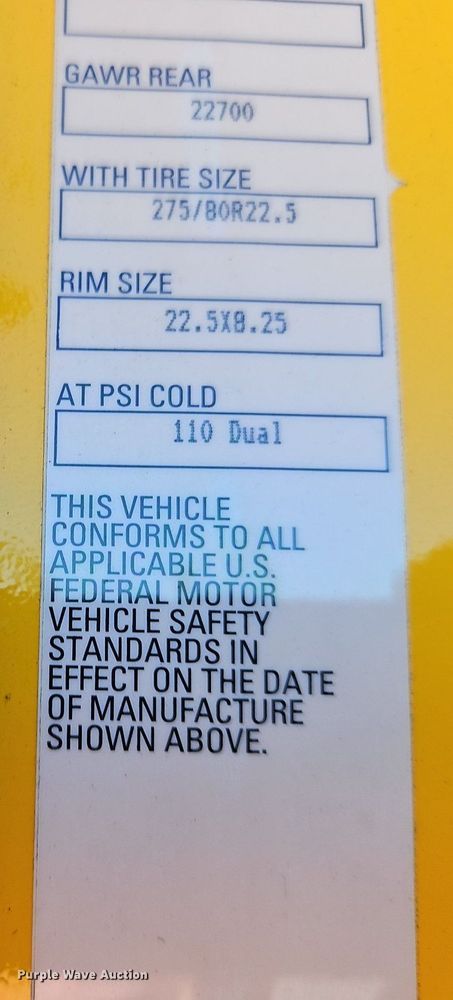 GAWR REAR
22700
WITH TIRE SIZE
275/80R22.5
RIM SIZE
22.5X8.25
AT PSI COLD
110 Dual
THIS VEHICLE
CONFORMS TO ALL
APPLICABLE U.S.
FEDERAL MOTOR
VEHICLE SAFETY
STANDARDS IN
EFFECT ON THE DATE
OF MANUFACTURE
SHOWN ABOVE.
Purple Wave Auction